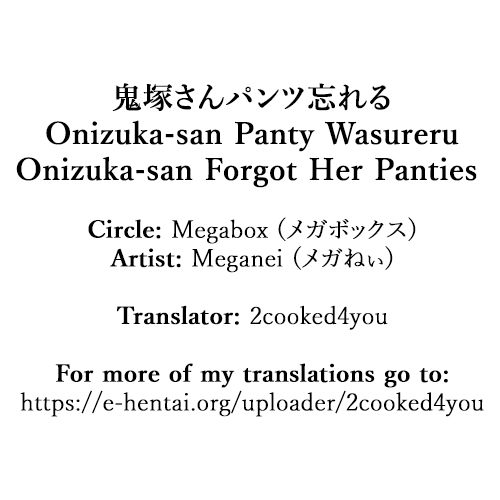 鬼塚さんパンツ忘れる
Onizuka-san Panty Wasureru
Onizuka-san Forgot Her Panties
Circle: Megabox (メガボックス)
Artist: Meganei (メガねぃ)
Translator: 2cooked4you
For more of my translations go to:
https://e-hentai.org/uploader/2cooked4you